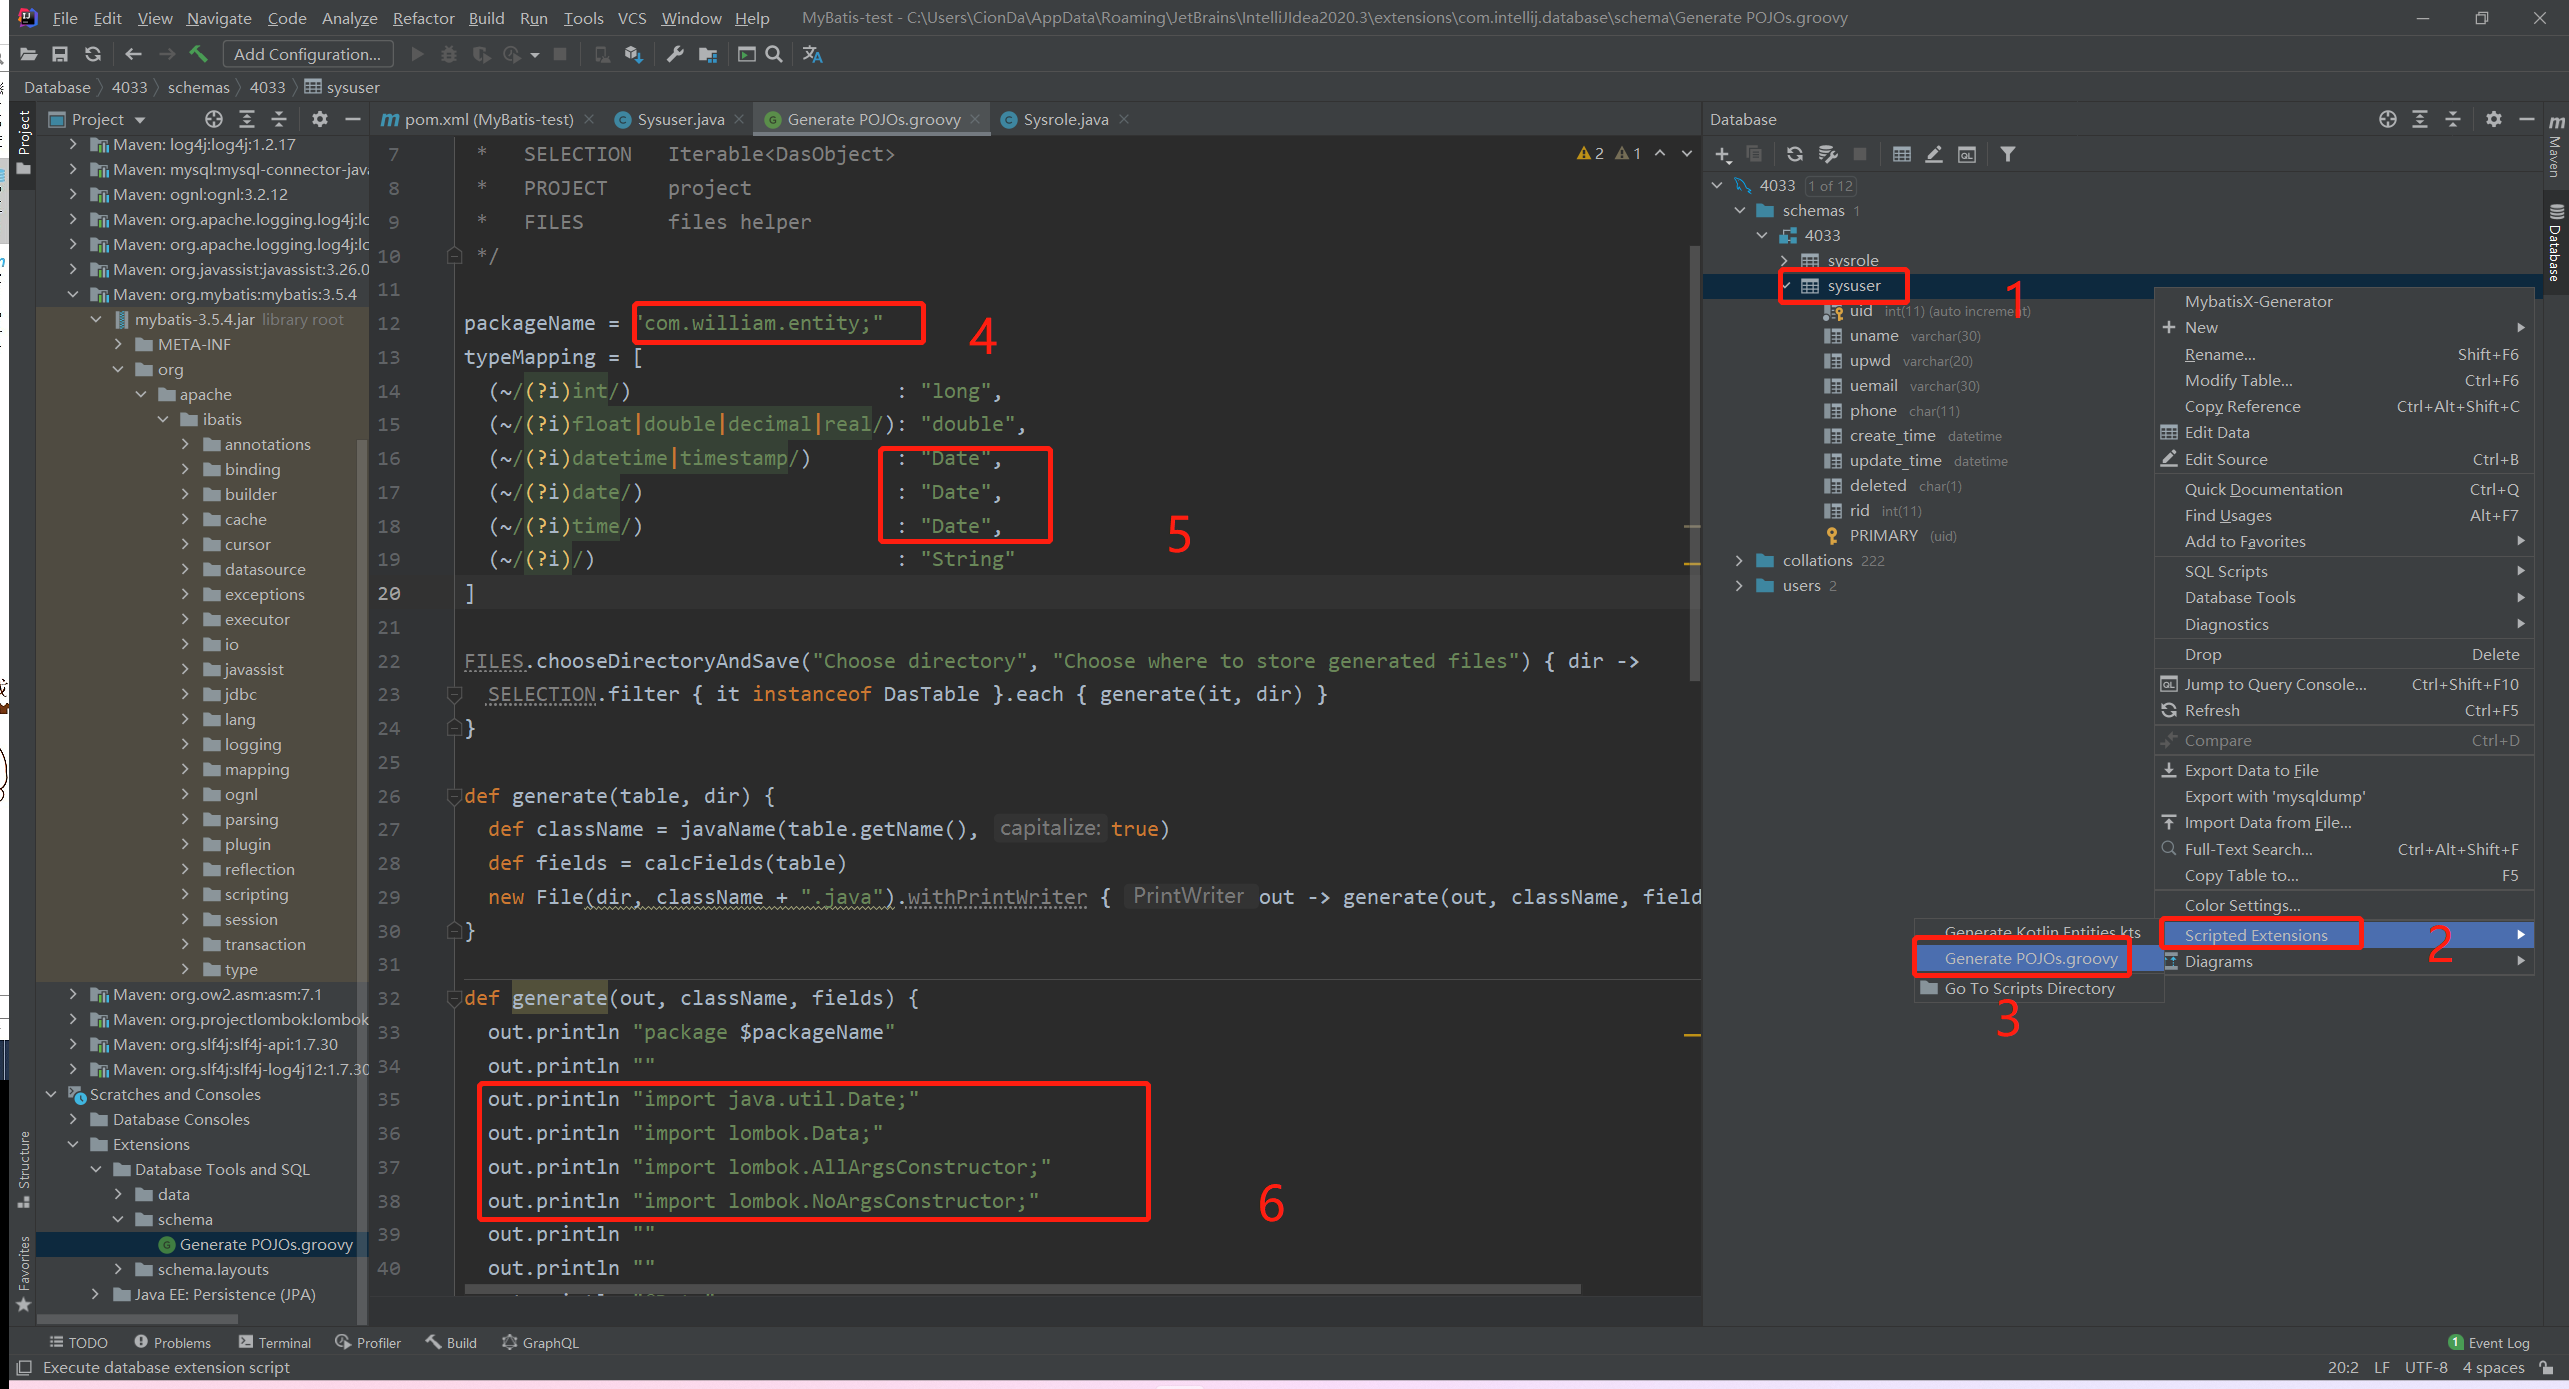 File Edit View Navigate Code Analyze Refactor Build Run Tools VCS Window Help MyBatis-test - C:\Users\CionDa\AppData\Roaming\JetBrains\IntelliJIdea2020.3\extensions\com.intellij.database\schema\Generate POJOs.groovy
Add Configuration...
Database 4033 schemas 4033 sysuser
Project
Project
Maven: log4j:log4j:1.2.17
Maven: mysql:mysql-connector-java
Maven: ognl:ognl:3.2.12
Maven: org.apache.logging.log4j:lo
Maven: org.apache.logging.log4j:lo
Maven: org.javassist:javassist:3.26.0
Maven: org.mybatis:mybatis:3.5.4
mybatis-3.5.4.jar library root
META-INF
org
apache
ibatis
annotations
binding
builder
cache
cursor
datasource
exceptions
executor
io
javassist
jdbc
lang
logging
mapping
ognl
parsing
plugin
reflection
scripting
session
transaction
type
Maven: org.ow2.asm:asm:7.1
Maven: org.projectlombok:lombok
Maven: org.slf4j:slf4j-api:1.7.30
Maven: org.slf4j:slf4j-log4j12:1.7.30
Scratches and Consoles
Database Consoles
Extensions
Database Tools and SQL
data
schema
Generate POJOs.groovy
schema.layouts
Java EE: Persistence (JPA)
Structure
Favorites
pom.xml (MyBatis-test) Sysuser.java Generate POJOs.groovy Sysrole.java
2 1
7 * SELECTION Iterable<DasObject>
8 * PROJECT project
9 * FILES files helper
10 */
11
12 packageName = "com.william.entity;"
4
13 typeMapping = [
14 (~/(?i)int/) : "long",
15 (~/(?i)float|double|decimal|real/): "double",
16 (~/(?i)datetime|timestamp/) : "Date",
17 (~/(?i)date/) : "Date",
18 (~/(?i)time/) : "Date",
5
19 (~/(?i)/) : "String"
20 ]
21
22 FILES.chooseDirectoryAndSave("Choose directory", "Choose where to store generated files") { dir ->
23 SELECTION.filter { it instanceof DasTable }.each { generate(it, dir) }
24 }
25
26 def generate(table, dir) {
27 def className = javaName(table.getName(), capitalize: true)
28 def fields = calcFields(table)
29 new File(dir, className + ".java").withPrintWriter { PrintWriter out -> generate(out, className, field
30 }
31
32 def generate(out, className, fields) {
33 out.println "package $packageName"
34 out.println ""
35 out.println "import java.util.Date;"
36 out.println "import lombok.Data;"
37 out.println "import lombok.AllArgsConstructor;"
38 out.println "import lombok.NoArgsConstructor;"
6
39 out.println ""
40 out.println ""
Database
4033 1 of 12
schemas 1
4033
sysrole
sysuser
1
uid int(11) (auto increment)
uname varchar(30)
upwd varchar(20)
uemail varchar(30)
phone char(11)
create_time datetime
update_time datetime
deleted char(1)
rid int(11)
PRIMARY (uid)
collations 222
users 2
MybatisX-Generator
New
Rename... Shift+F6
Modify Table... Ctrl+F6
Copy Reference Ctrl+Alt+Shift+C
Edit Data
Edit Source Ctrl+B
Quick Documentation Ctrl+Q
Find Usages Alt+F7
Add to Favorites
SQL Scripts
Database Tools
Diagnostics
Drop Delete
Jump to Query Console... Ctrl+Shift+F10
Refresh Ctrl+F5
Compare Ctrl+D
Export Data to File
Export with 'mysqldump'
Import Data from File...
Full-Text Search... Ctrl+Alt+Shift+F
Copy Table to... F5
Color Settings...
Scripted Extensions
2
Diagrams
Generate Kotlin Entities.kts
Generate POJOs.groovy
Go To Scripts Directory
3
Maven
Database
TODO Problems Terminal Profiler Build GraphQL 1 Event Log
Execute database extension script 20:2 LF UTF-8 4 spaces